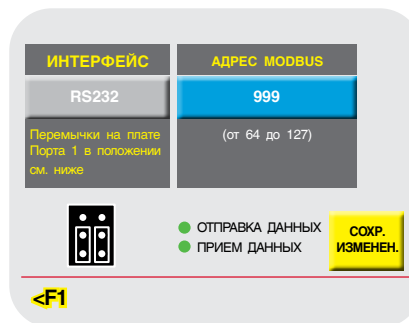 ИНТЕРФЕЙС
RS232
Перемычки на плате
Порта 1 в положении
см. ниже
АДРЕС MODBUS
999
(от 64 до 127)
ОТПРАВКА ДАННЫХ
ПРИЕМ ДАННЫХ
СОХР.
ИЗМЕНЕН.
<F1